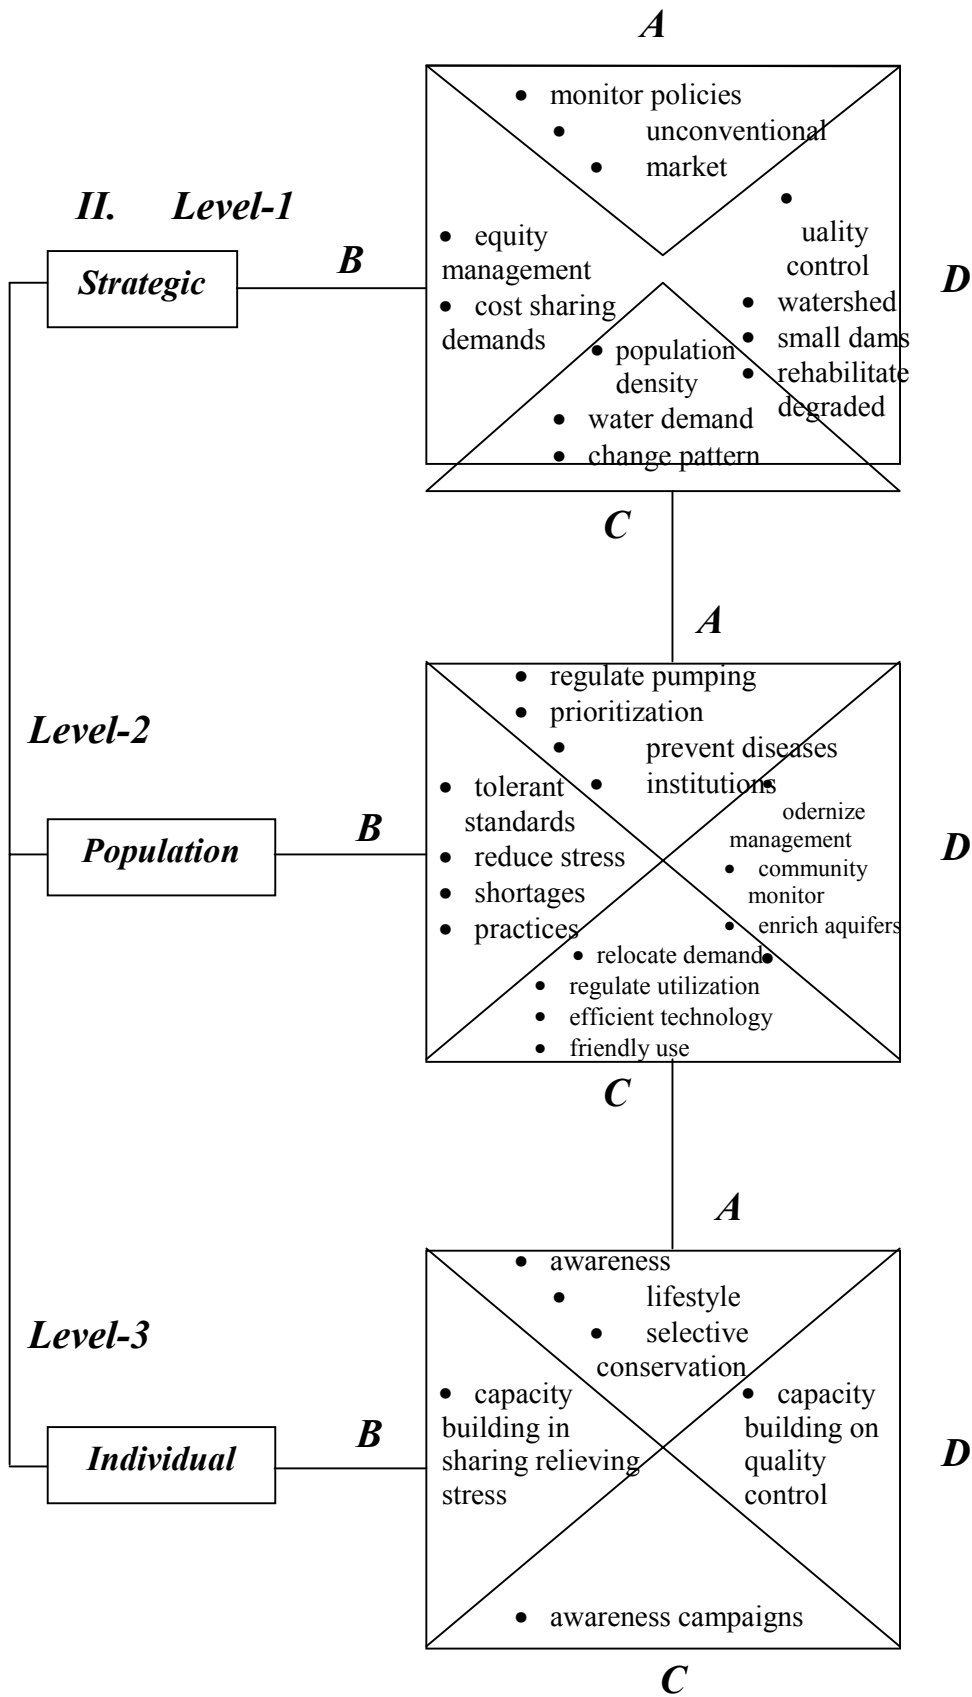 A
• monitor policies
• unconventional
• market
II. Level-1
Strategic
B
• equity
management
• cost sharing
demands
•
uality
control
• watershed
• small dams
• rehabilitate
degraded
D
• population
density
• water demand
• change pattern
C
A
• regulate pumping
• prioritization
• prevent diseases
• institutions
Level-2
Population
B
• tolerant
standards
• reduce stress
• shortages
• practices
•
odernize
management
• community
monitor
• enrich aquifers
•
D
• relocate demand
• regulate utilization
• efficient technology
• friendly use
C
A
• awareness
• lifestyle
• selective
conservation
Level-3
Individual
B
• capacity
building in
sharing relieving
stress
• capacity
building on
quality
control
D
• awareness campaigns
C